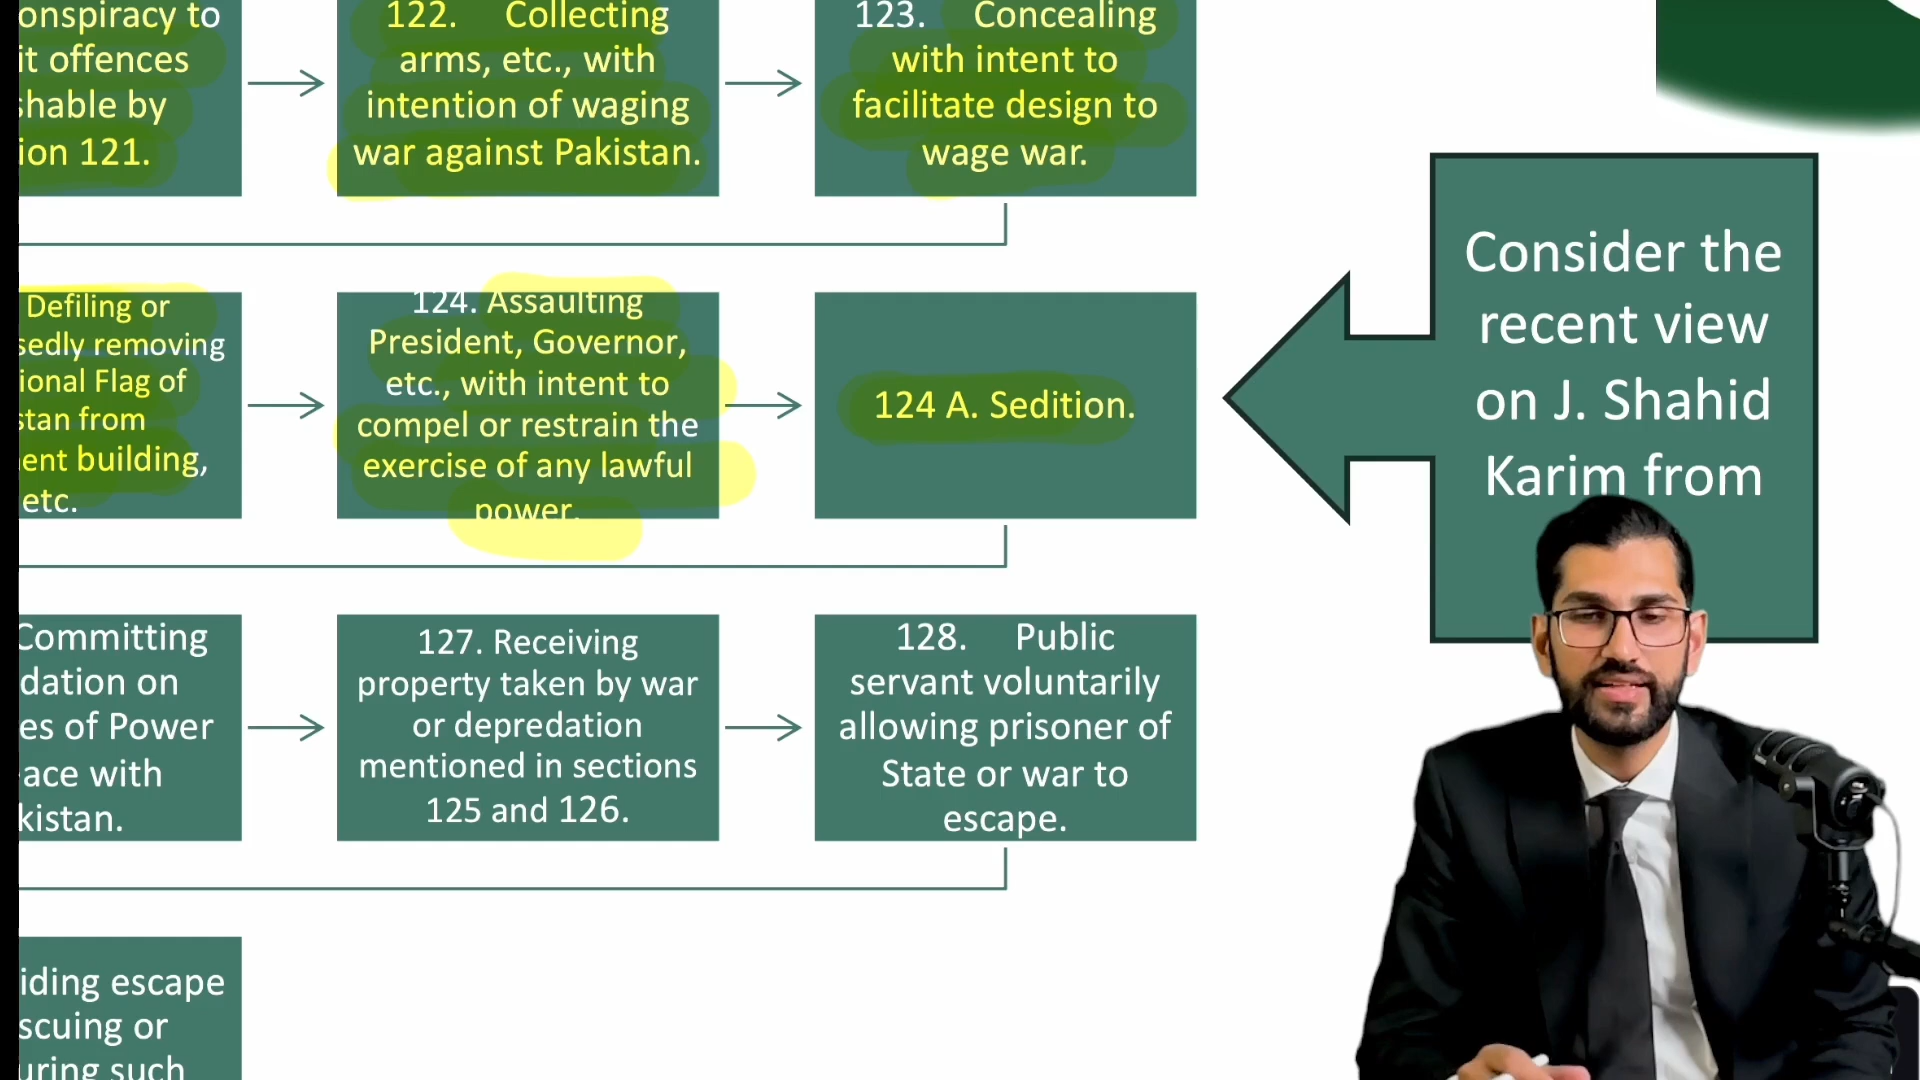 onspiracy to
it offences
shable by
ion 121.
122. Collecting
arms, etc., with
intention of waging
war against Pakistan.
123. Concealing
with intent to
facilitate design to
wage war.
Defiling or
sedly removing
ional Flag of
stan from
ent building,
etc.
124. Assaulting
President, Governor,
etc., with intent to
compel or restrain the
exercise of any lawful
power.
124 A. Sedition.
Consider the
recent view
on J. Shahid
Karim from
Committing
dation on
es of Power
ace with
kistan.
127. Receiving
property taken by war
or depredation
mentioned in sections
125 and 126.
128. Public
servant voluntarily
allowing prisoner of
State or war to
escape.
iding escape
scuing or
uring such